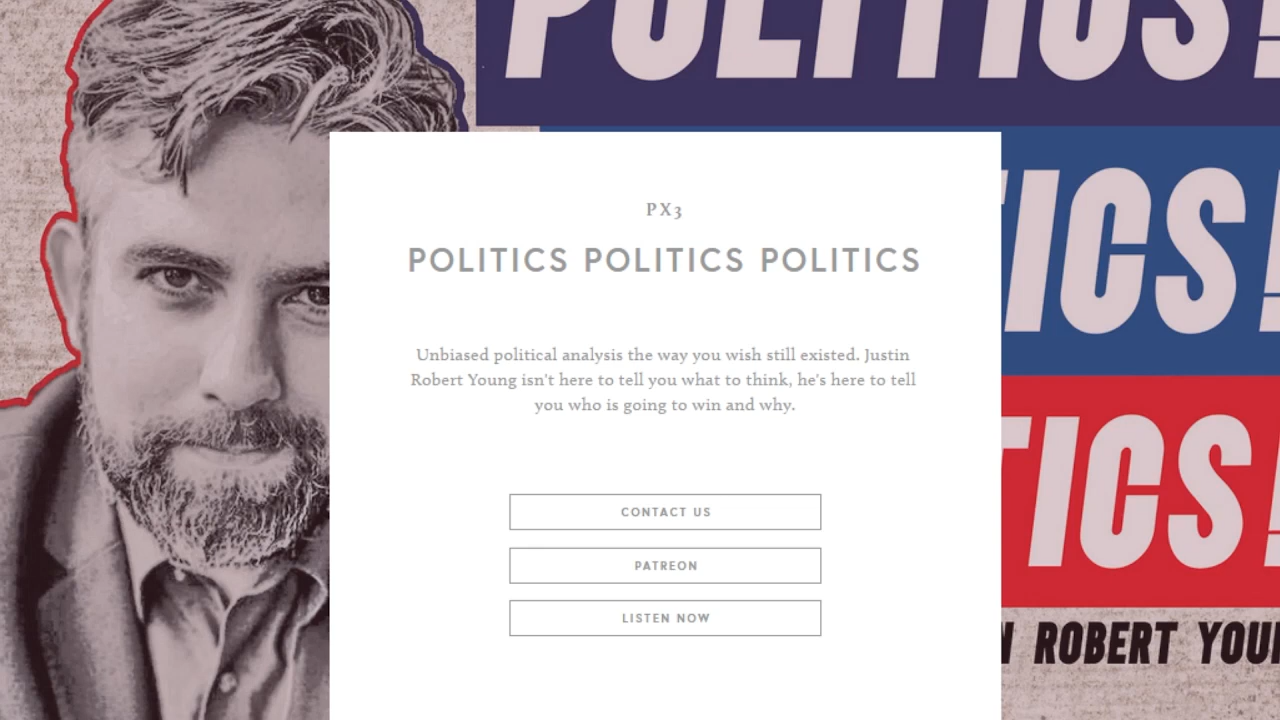 POLITICS!
PX3
POLITICS POLITICS POLITICS
TICS!
Unbiased political analysis the way you wish still existed. Justin
Robert Young isn't here to tell you what to think, he's here to tell
you who is going to win and why.
TICS!
CONTACT US
PATREON
LISTEN NOW
N ROBERT YOUN